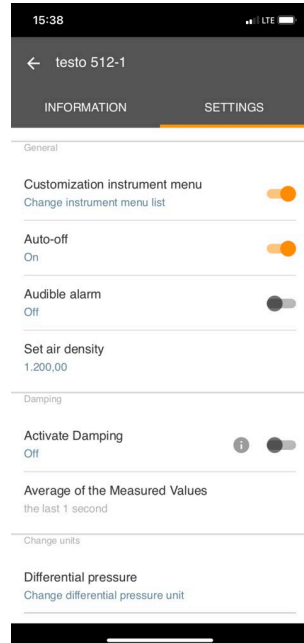 15:38
LTE
testo 512-1
INFORMATION
SETTINGS
General
Customization instrument menu
Change instrument menu list
Auto-off
On
Audible alarm
Off
Set air density
1.200,00
Damping
Activate Damping
Off
Average of the Measured Values
the last 1 second
Change units
Differential pressure
Change differential pressure unit